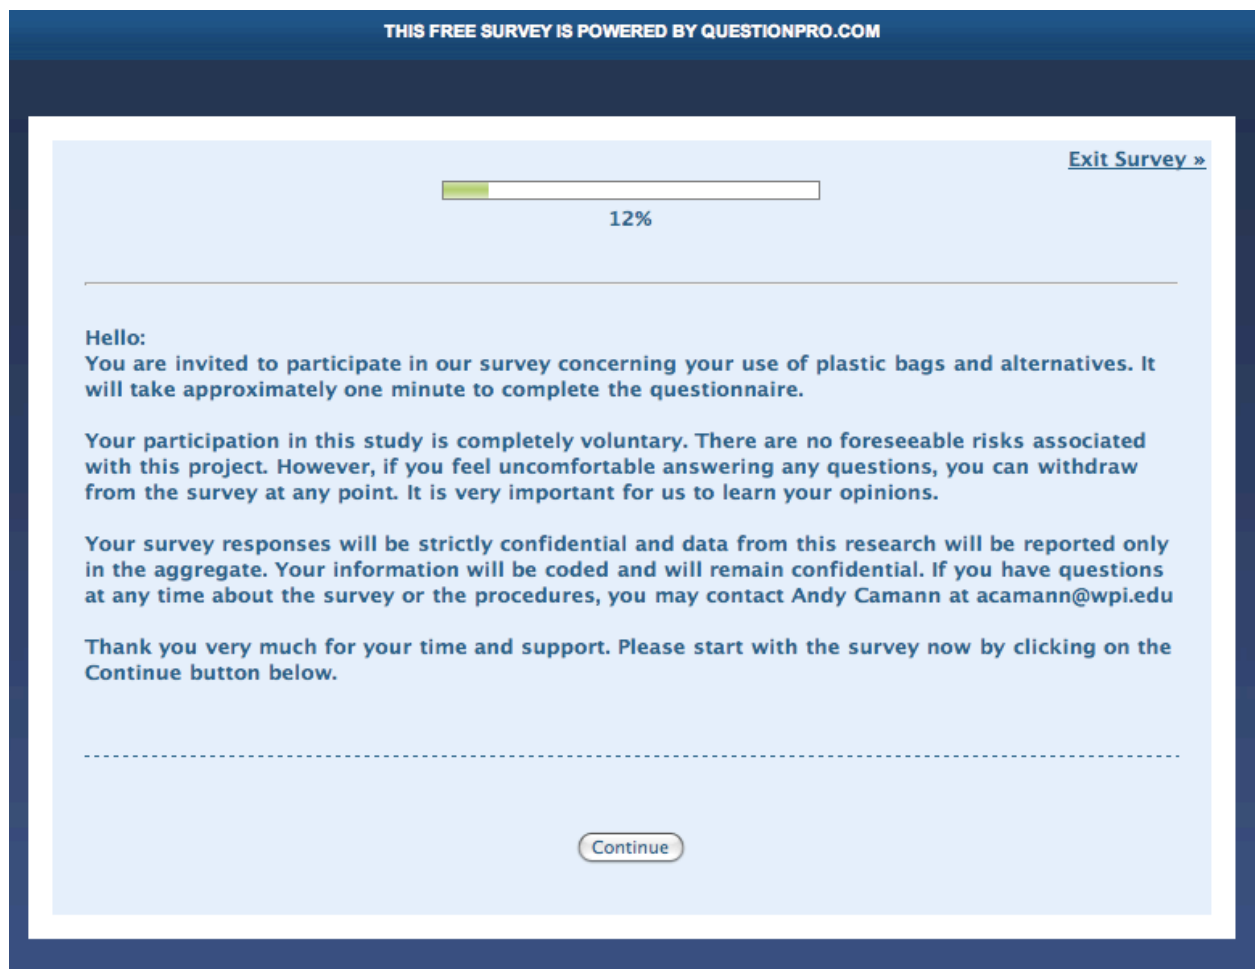 THIS FREE SURVEY IS POWERED BY QUESTIONPRO.COM
Exit Survey »
12%
Hello:
You are invited to participate in our survey concerning your use of plastic bags and alternatives. It
will take approximately one minute to complete the questionnaire.
Your participation in this study is completely voluntary. There are no foreseeable risks associated
with this project. However, if you feel uncomfortable answering any questions, you can withdraw
from the survey at any point. It is very important for us to learn your opinions.
Your survey responses will be strictly confidential and data from this research will be reported only
in the aggregate. Your information will be coded and will remain confidential. If you have questions
at any time about the survey or the procedures, you may contact Andy Camann at acamann@wpi.edu
Thank you very much for your time and support. Please start with the survey now by clicking on the
Continue button below.
Continue